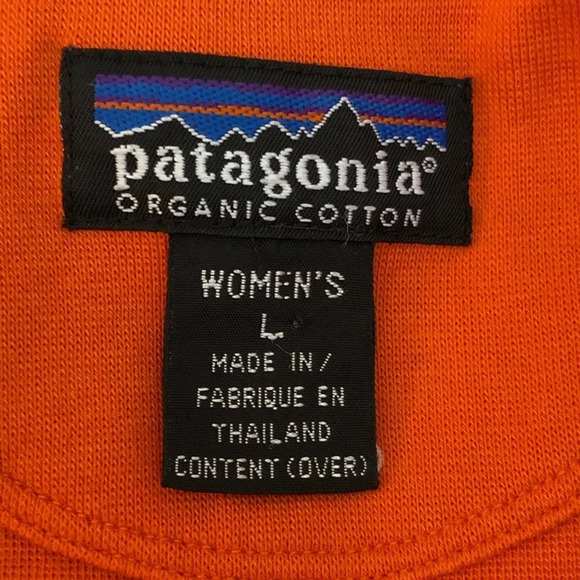 patagonia®
ORGANIC COTTON
WOMEN'S
L
MADE IN/
FABRIQUE EN
THAILAND
CONTENT (OVER)